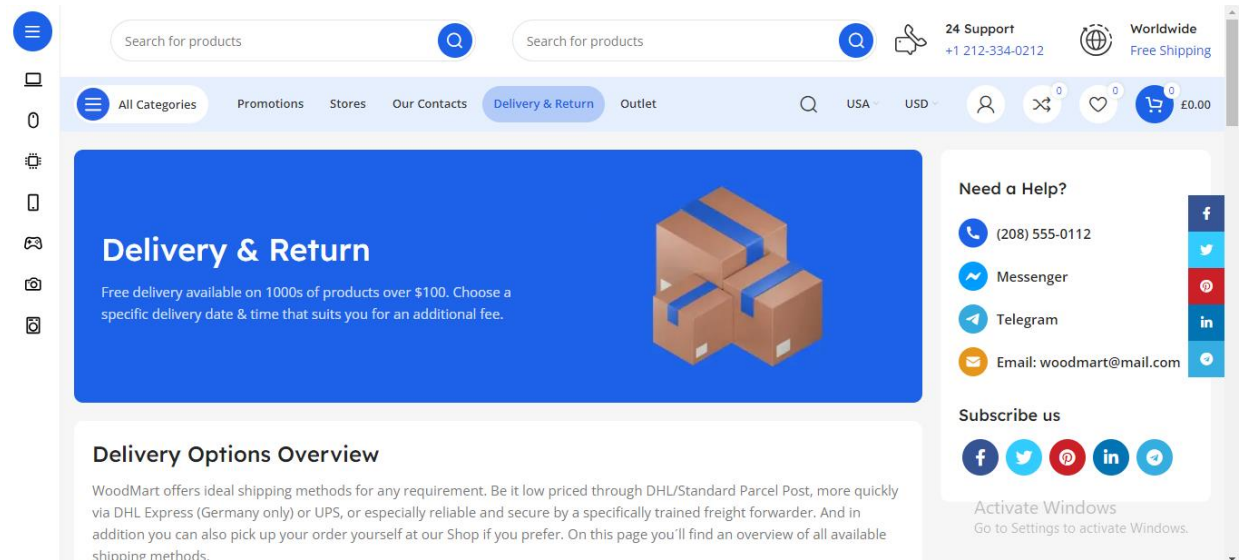 Search for products
Search for products
24 Support
+1 212-334-0212
Worldwide
Free Shipping
All Categories
Promotions
Stores
Our Contacts
Delivery & Return
Outlet
USA
USD
0
0
0
£0.00
Delivery & Return
Free delivery available on 1000s of products over $100. Choose a
specific delivery date & time that suits you for an additional fee.
Need a Help?
(208) 555-0112
Messenger
Telegram
Email: woodmart@mail.com
Subscribe us
Delivery Options Overview
WoodMart offers ideal shipping methods for any requirement. Be it low priced through DHL/Standard Parcel Post, more quickly
via DHL Express (Germany only) or UPS, or especially reliable and secure by a specifically trained freight forwarder. And in
addition you can also pick up your order yourself at our Shop if you prefer. On this page you´ll find an overview of all available
shipping methods.
Activate Windows
Go to Settings to activate Windows.